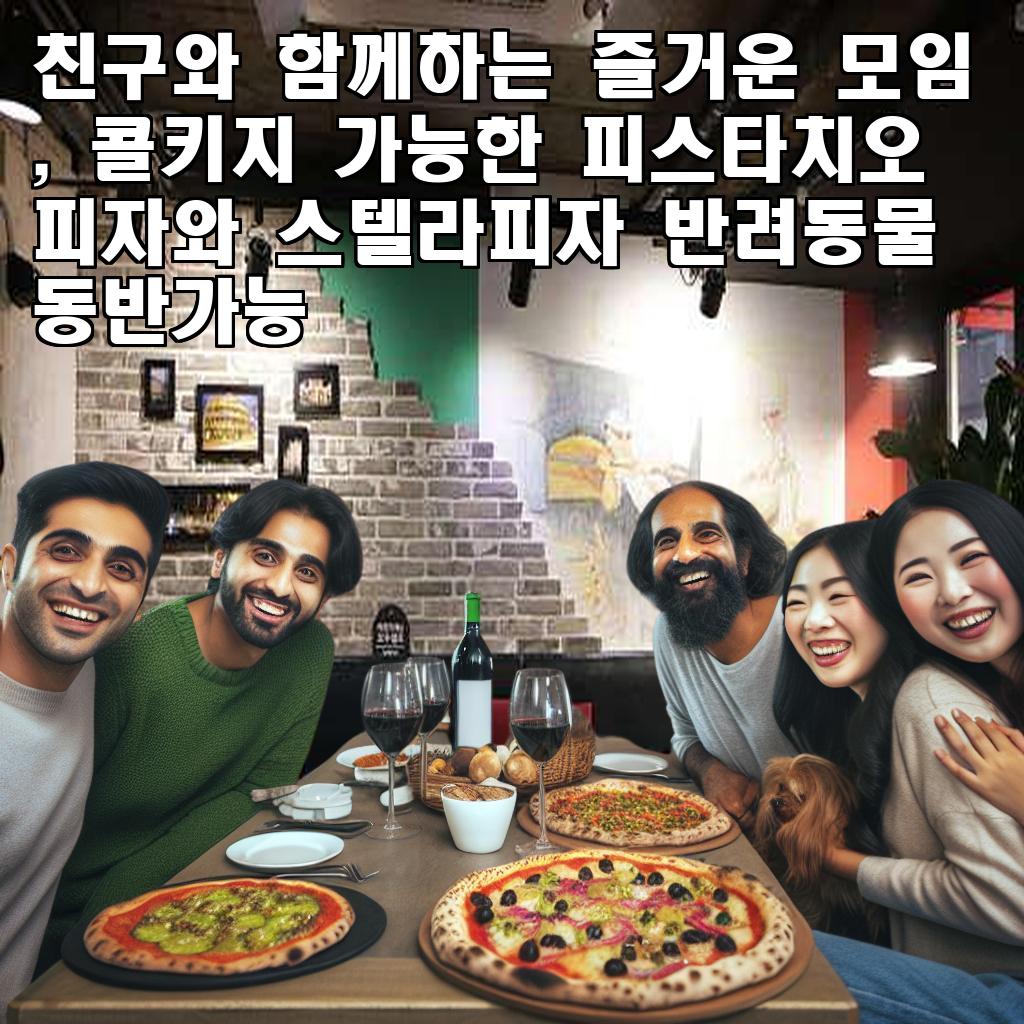 친구와 함께하는 즐거운 모임
, 콜키지 가능한 피스타치오
피자와 스텔라피자 반려동물
동반가능